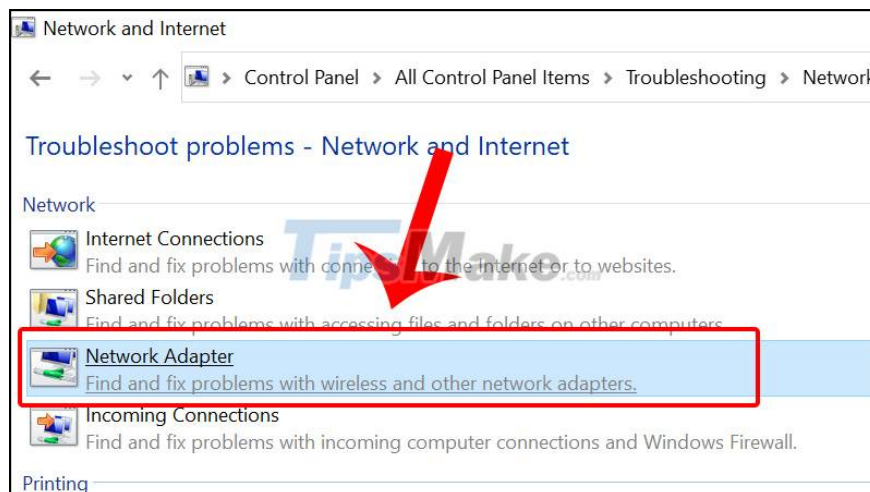 Network and Internet
Control Panel > All Control Panel Items > Troubleshooting > Network
Troubleshoot problems - Network and Internet
Network
TipsMake.com
Internet Connections
Find and fix problems with conne to the Internet or to websites.
Shared Folders
Find and fix problems with accessing files and folders on other computers.
Network Adapter
Find and fix problems with wireless and other network adapters.
Incoming Connections
Find and fix problems with incoming computer connections and Windows Firewall.
Printing